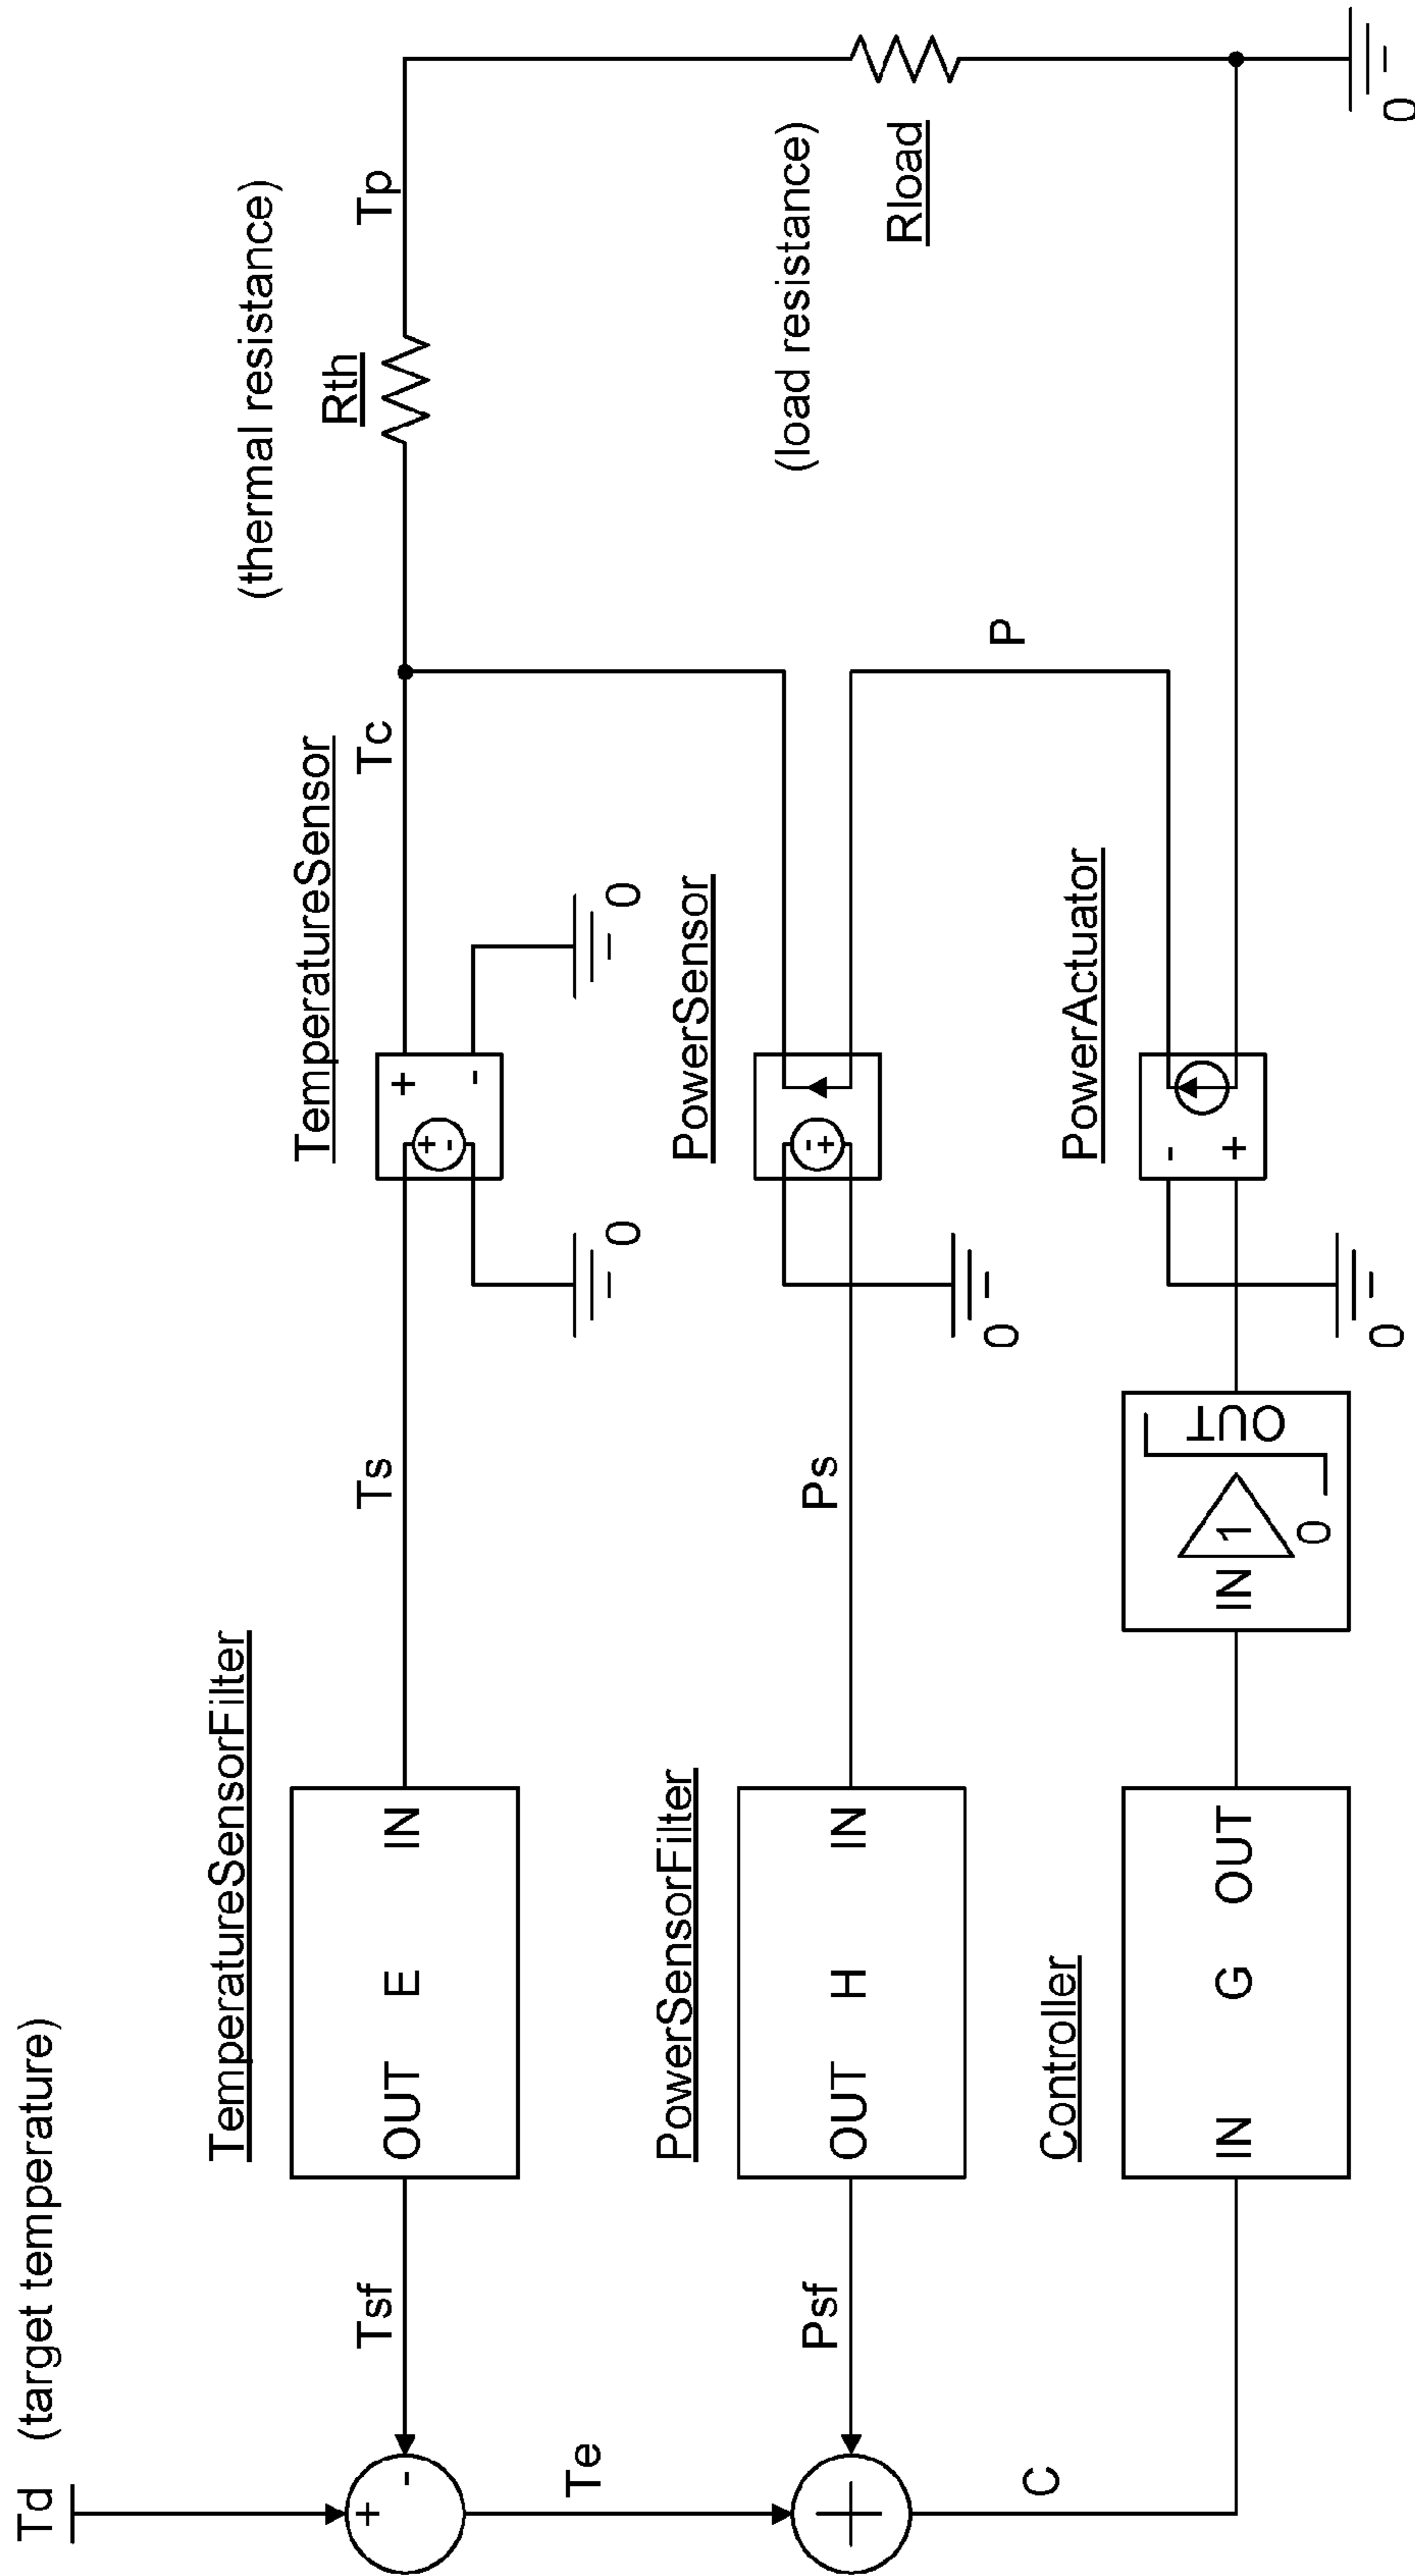 Td (target temperature)
+
-
Tsf
TemperatureSensorFilter
OUT E IN
Ts
TemperatureSensor
+
-
+
-
0
0
Tc
(thermal resistance)
Rth
Tp
Te
Psf
PowerSensorFilter
OUT H IN
Ps
PowerSensor
-
+
0
(load resistance)
Rload
C
Controller
IN G OUT
IN 1 OUT
0
PowerActuator
-
+
0
P
0